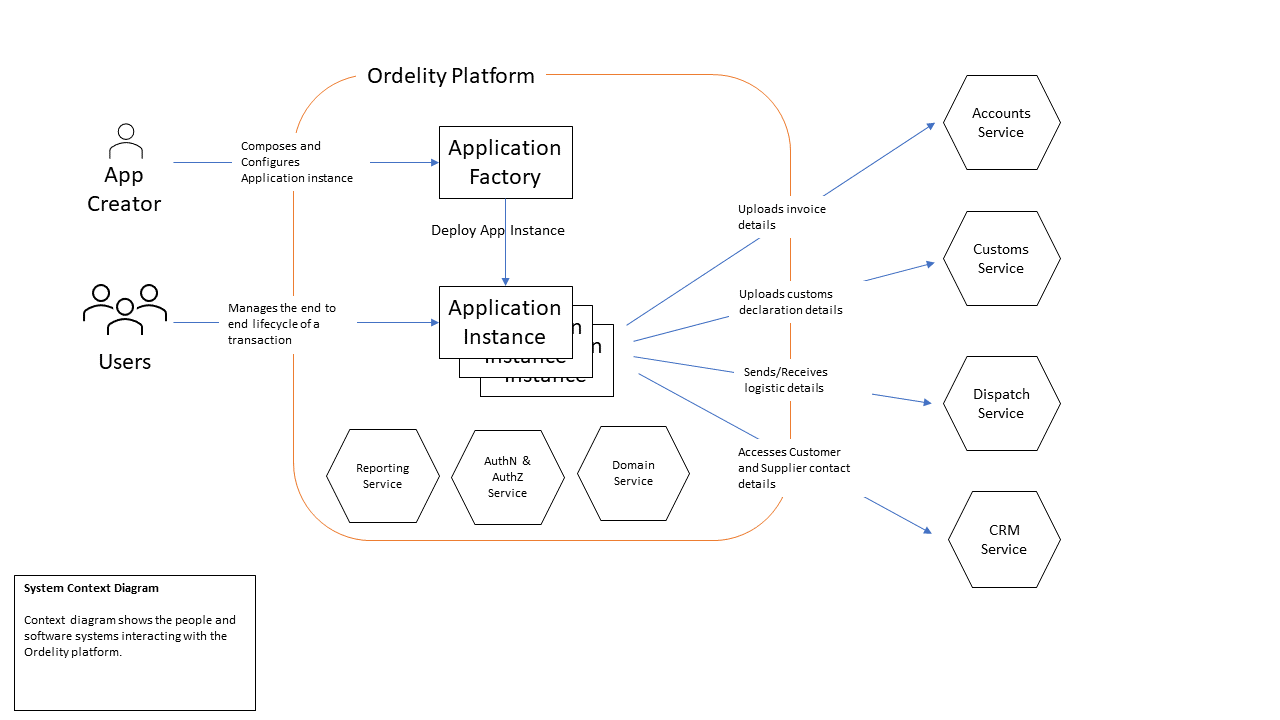 Ordelity Platform
App
Creator
Composes and
Configures
Application instance
Application
Factory
Deploy App Instance
Users
Manages the end to
end lifecycle of a
transaction
Application
Instance
n
Instance
n
Instance
Uploads invoice
details
Uploads customs
declaration details
Sends/Receives
logistic details
Accesses Customer
and Supplier contact
details
Accounts
Service
Customs
Service
Dispatch
Service
CRM
Service
Reporting
Service
AuthN &
AuthZ
Service
Domain
Service
System Context Diagram
Context diagram shows the people and
software systems interacting with the
Ordelity platform.